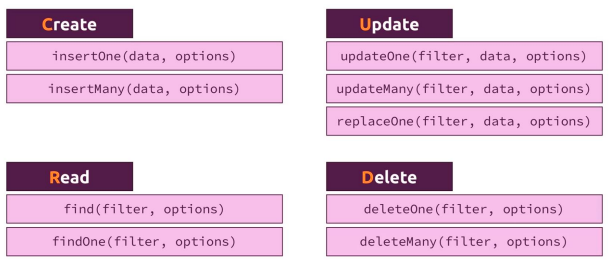 Create
insertOne(data, options)
insertMany(data, options)
Update
updateOne(filter, data, options)
updateMany(filter, data, options)
replaceOne(filter, data, options)
Read
find(filter, options)
findOne(filter, options)
Delete
deleteOne(filter, options)
deleteMany(filter, options)